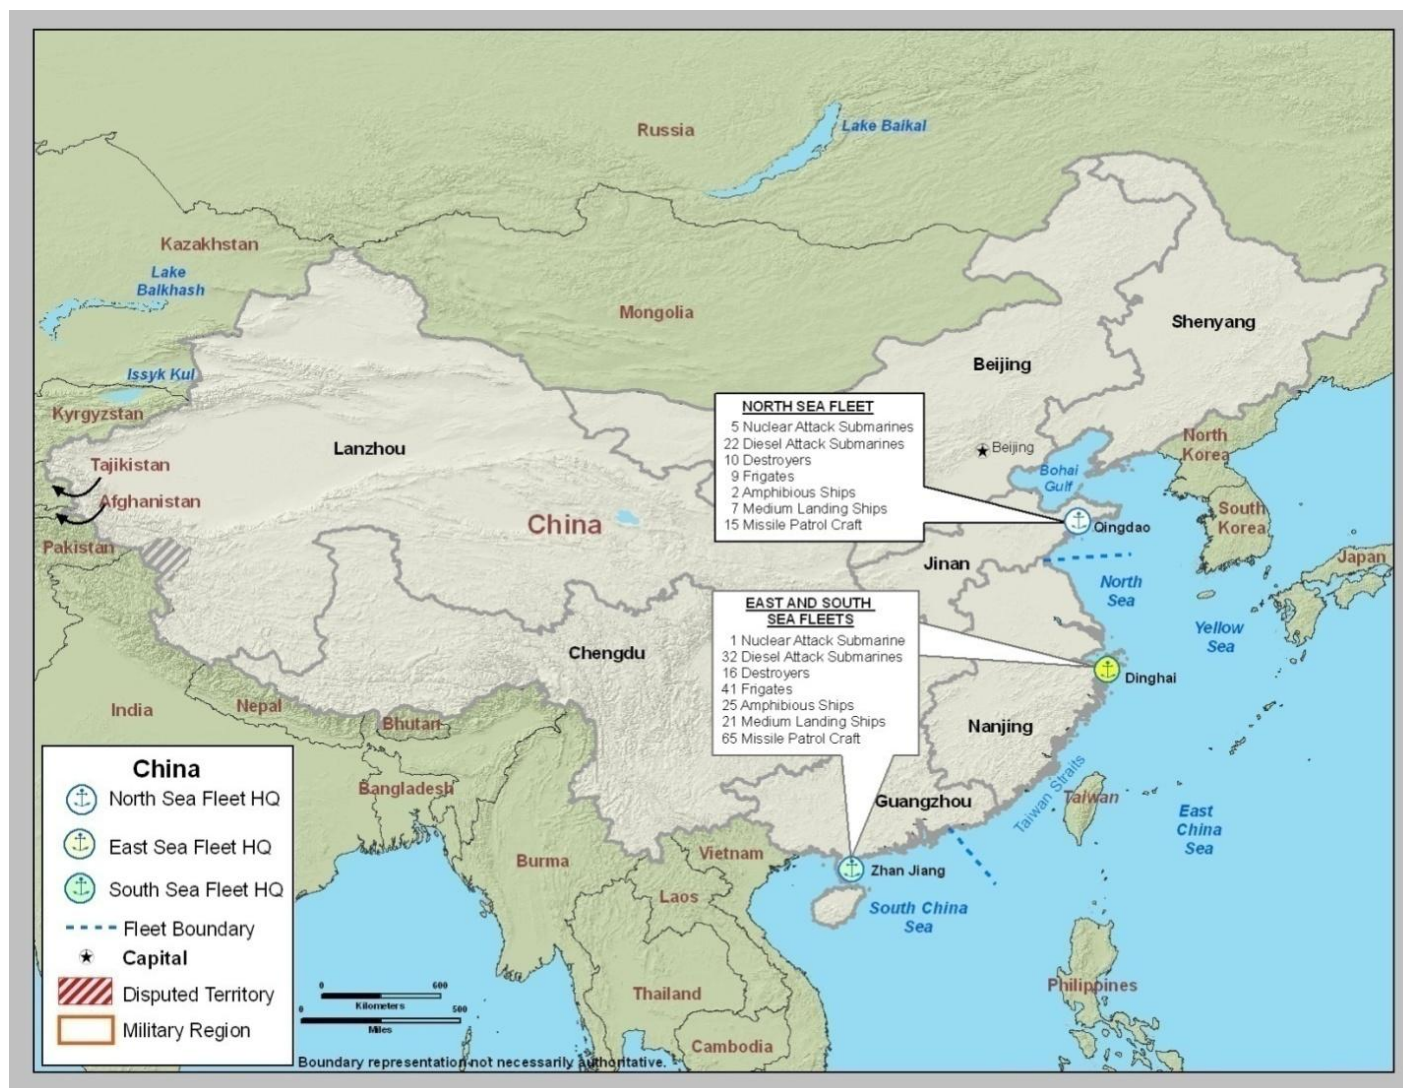 Russia
Lake Baikal
Kazakhstan
Lake
Balkhash
Mongolia
Shenyang
Beijing
Issyk Kul
Kyrgyzstan
Lanzhou
Tajikistan
Afghanistan
Pakistan
China
NORTH SEA FLEET
5 Nuclear Attack Submarines
22 Diesel Attack Submarines
10 Destroyers
9 Frigates
2 Amphibious Ships
7 Medium Landing Ships
15 Missile Patrol Craft
Beijing
Bohai
Gulf
North
Korea
South
Korea
Qingdao
Japan
Jinan
North
Sea
Yellow
Sea
EAST AND SOUTH
SEA FLEETS
1 Nuclear Attack Submarine
32 Diesel Attack Submarines
16 Destroyers
41 Frigates
25 Amphibious Ships
21 Medium Landing Ships
65 Missile Patrol Craft
Chengdu
Dinghai
Nanjing
India
Nepal
Bhutan
Bangladesh
Guangzhou
Taiwan Straits
Taiwan
East
China
Sea
Burma
Vietnam
Laos
Zhan Jiang
South China
Sea
Philippines
Thailand
Cambodia
China
North Sea Fleet HQ
East Sea Fleet HQ
South Sea Fleet HQ
Fleet Boundary
Capital
Disputed Territory
Military Region
0 600
Kilometers
0 500
Miles
Boundary representation not necessarily authoritative.